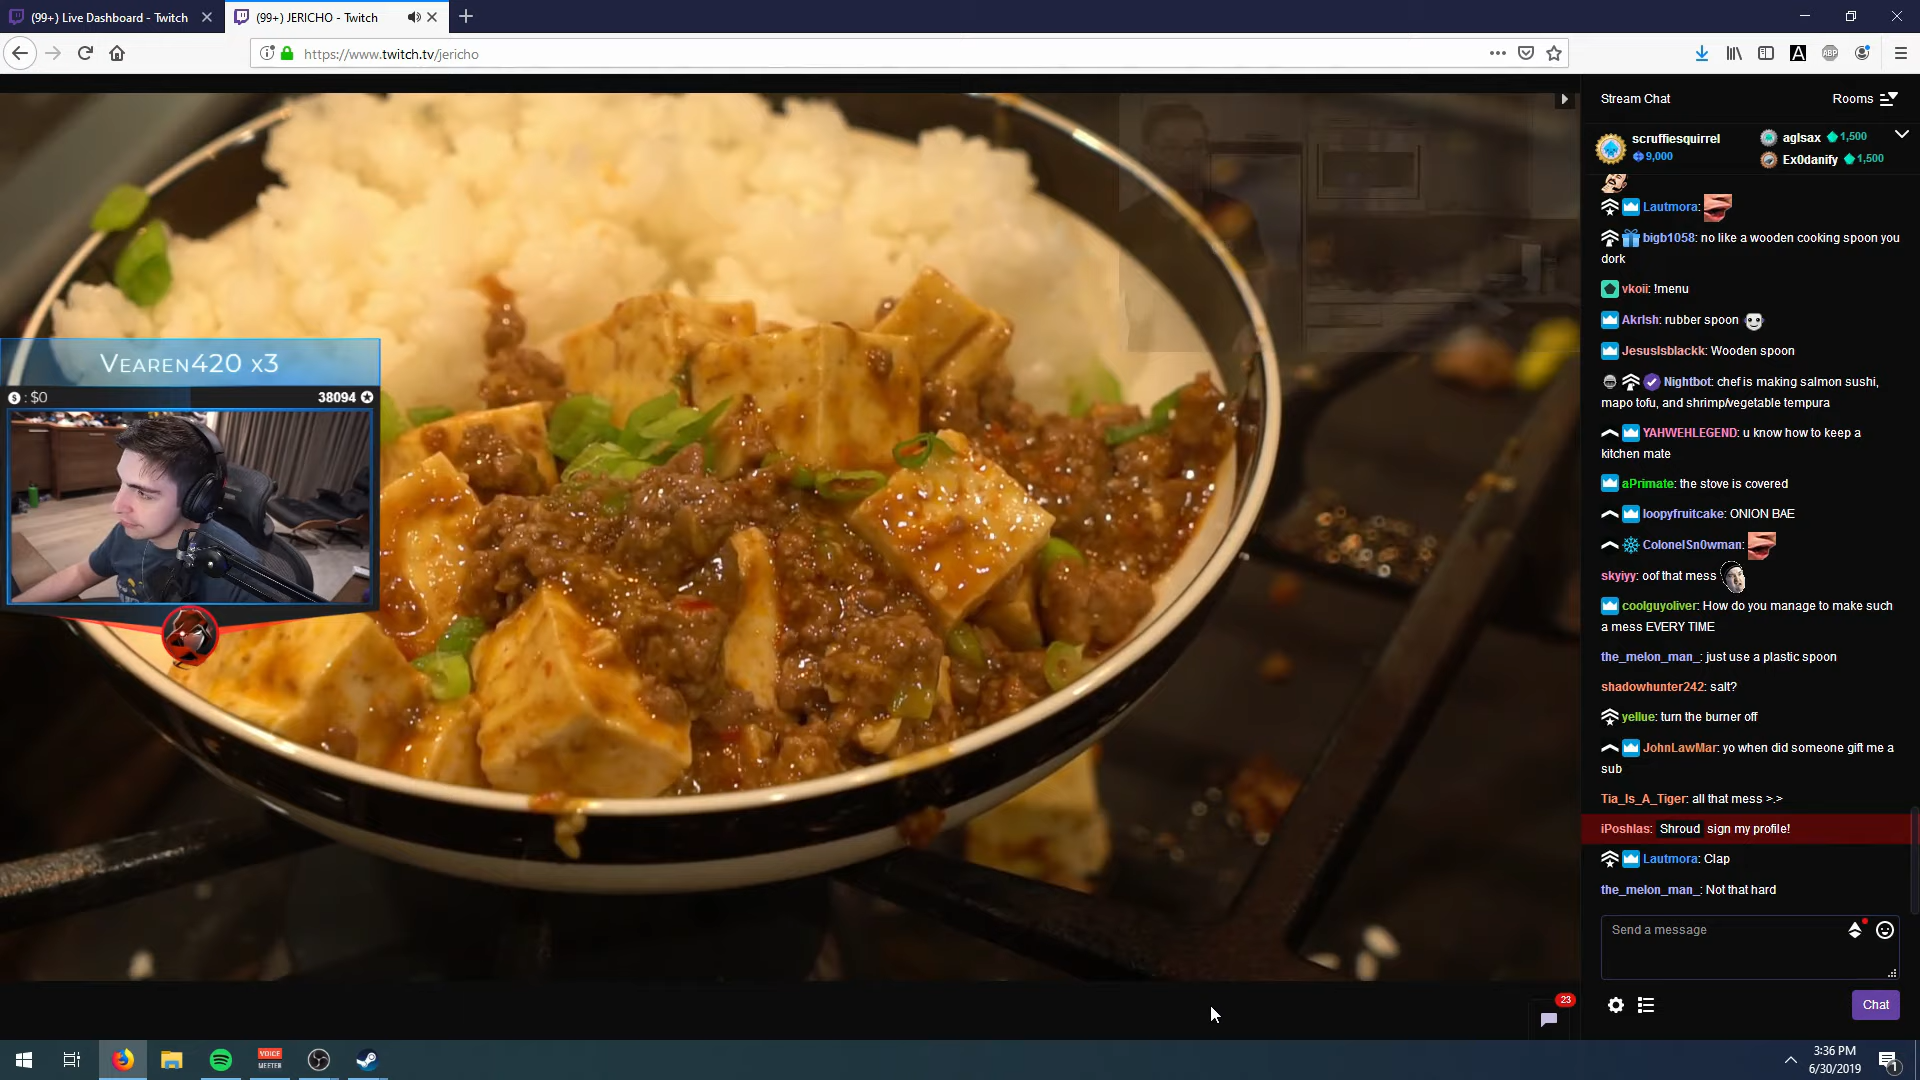 (99+) Live Dashboard - Twitch
(99+) JERICHO - Twitch
https://www.twitch.tv/jericho
ABP
Stream Chat
Rooms
scruffiesquirrel
9,000
aglsax 1,500
Ex0danify 1,500
Lautmora:
bigb1058: no like a wooden cooking spoon you
dork
vkoii: !menu
Akrlsh: rubber spoon
JesusIsblackk: Wooden spoon
Nightbot: chef is making salmon sushi,
mapo tofu, and shrimp/vegetable tempura
YAHWEHLEGEND: u know how to keep a
kitchen mate
aPrimate: the stove is covered
loopyfruitcake: ONION BAE
ColonelSn0wman:
skyiyy: oof that mess
coolguyoliver: How do you manage to make such
a mess EVERY TIME
the_melon_man_: just use a plastic spoon
shadowhunter242: salt?
yellue: turn the burner off
JohnLawMar: yo when did someone gift me a
sub
Tia_Is_A_Tiger: all that mess >.>
iPoshlas: Shroud sign my profile!
Lautmora: Clap
the_melon_man_: Not that hard
Send a message
Chat
23
Vearen420 x3
$ : $0
38094
VOICE
MEETER
3:36 PM
6/30/2019
1